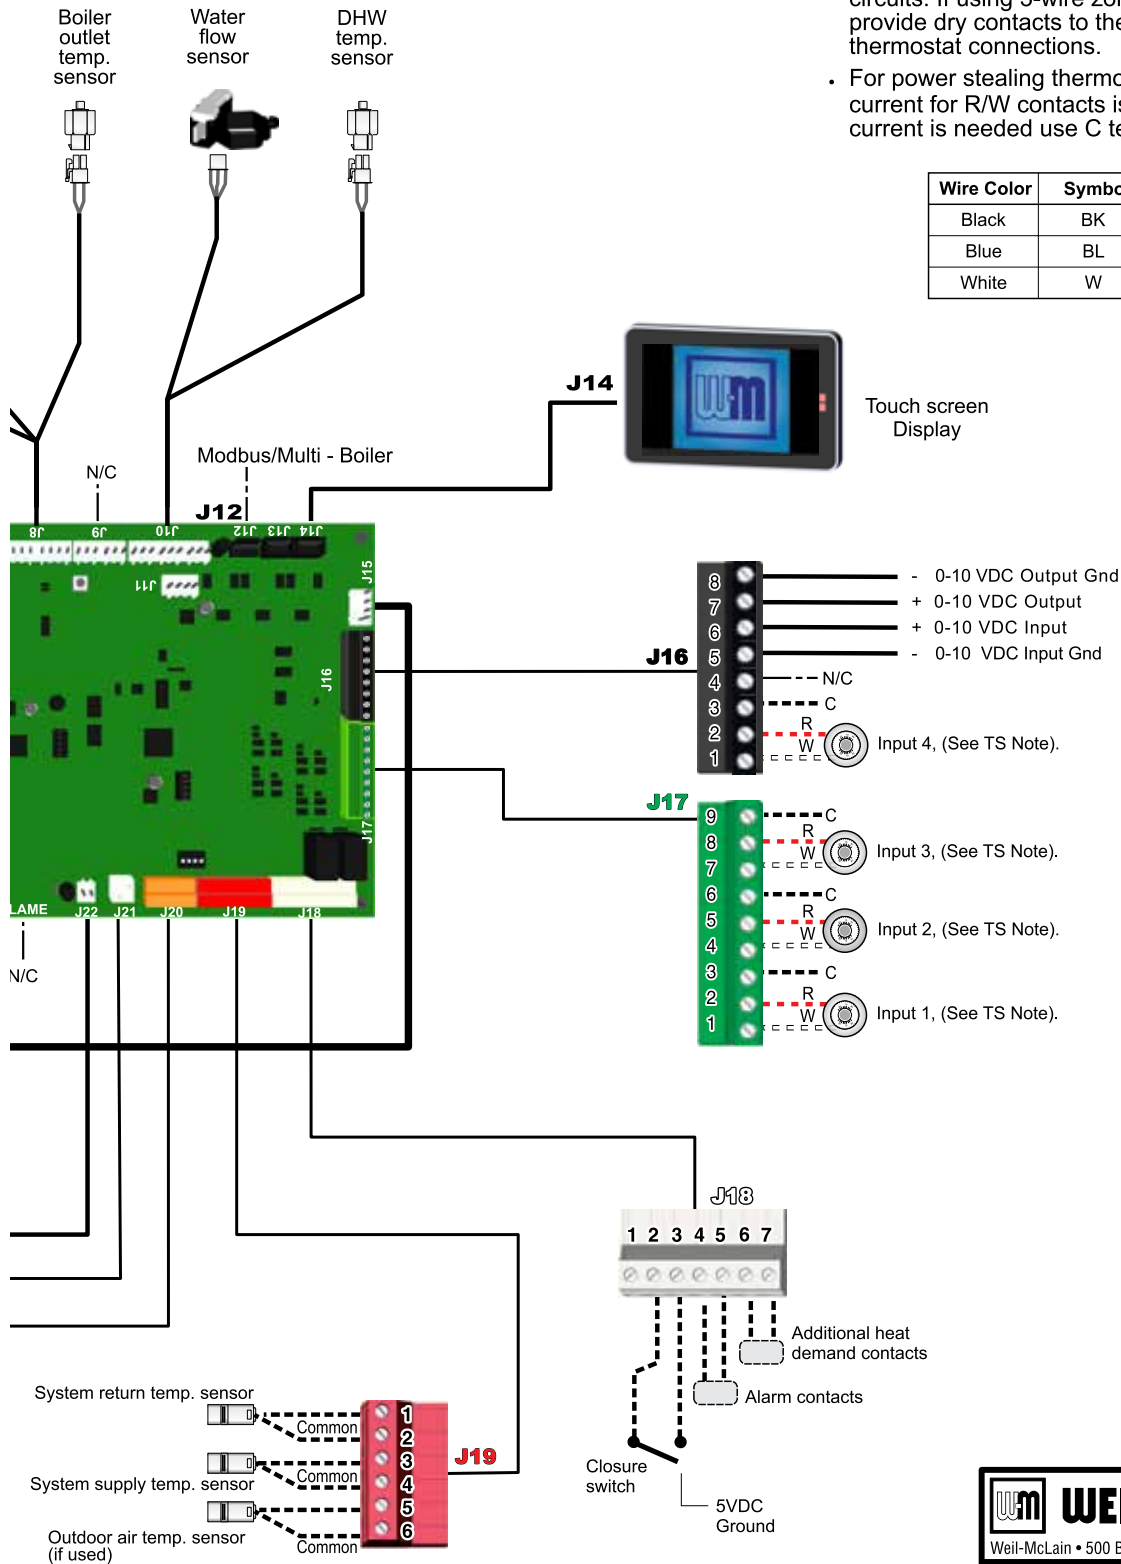 Boiler
outlet
temp.
sensor
Water
flow
sensor
DHW
temp.
sensor
provide dry contacts to the
thermostat connections.
• For power stealing
current for R/W contacts
current is needed use C
Wire Color
Black BK
Blue BL
White W
J14
Touch screen
Display
N/C
Modbus/Multi - Boiler
J12
J8 J9 J10 J12 J13 J14
J11
J15
J16
J17
LAME J22 J21 J20 J19 J18
N/C
J16
8 - 0-10 VDC Output Gnd
7 + 0-10 VDC Output
6 + 0-10 VDC Input
5 - 0-10 VDC Input Gnd
4 N/C
3 C
2 R
1 W
Input 4, (See TS Note).
J17
9 C
8 R
7 W
Input 3, (See TS Note).
6 C
5 R
4 W
Input 2, (See TS Note).
3 C
2 R
1 W
Input 1, (See TS Note).
J18
1 2 3 4 5 6 7
Additional heat
demand contacts
Alarm contacts
Closure
switch
5VDC
Ground
System return temp. sensor
Common
System supply temp. sensor
Common
Outdoor air temp. sensor
(if used)
Common
1
2
3
4
5
6
J19
WM
Weil-McLain • 500